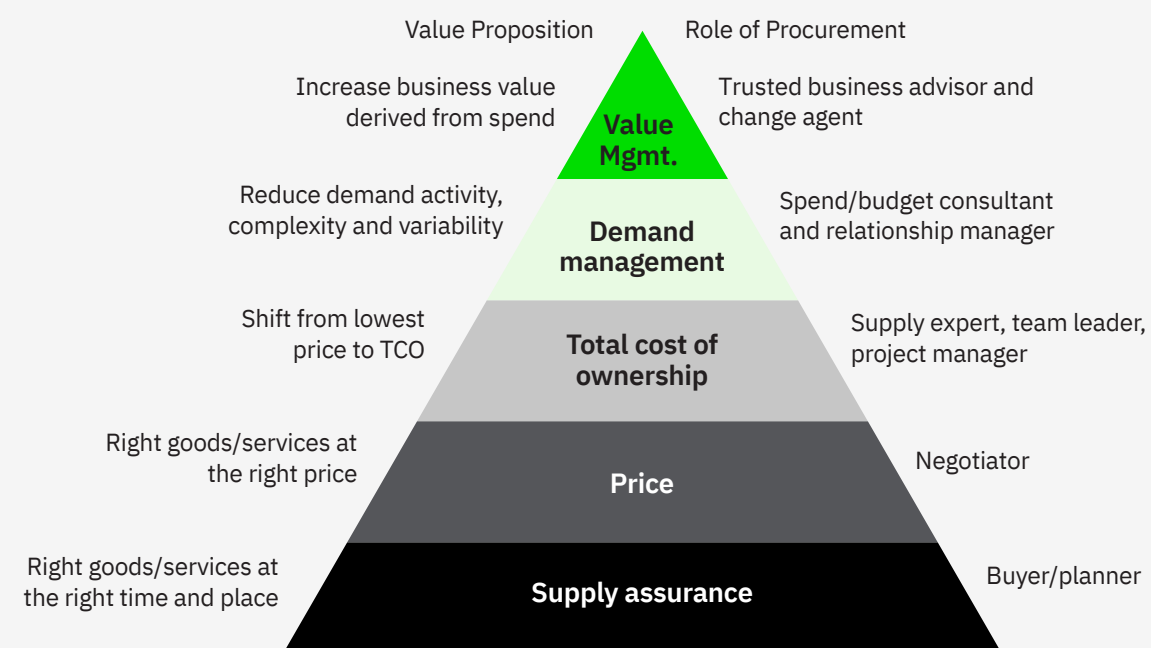 Value Proposition
Role of Procurement
Increase business value
derived from spend
Value
Mgmt.
Trusted business advisor and
change agent
Reduce demand activity,
complexity and variability
Demand
management
Spend/budget consultant
and relationship manager
Shift from lowest
price to TCO
Total cost of
ownership
Supply expert, team leader,
project manager
Right goods/services at
the right price
Price
Negotiator
Right goods/services at
the right time and place
Supply assurance
Buyer/planner